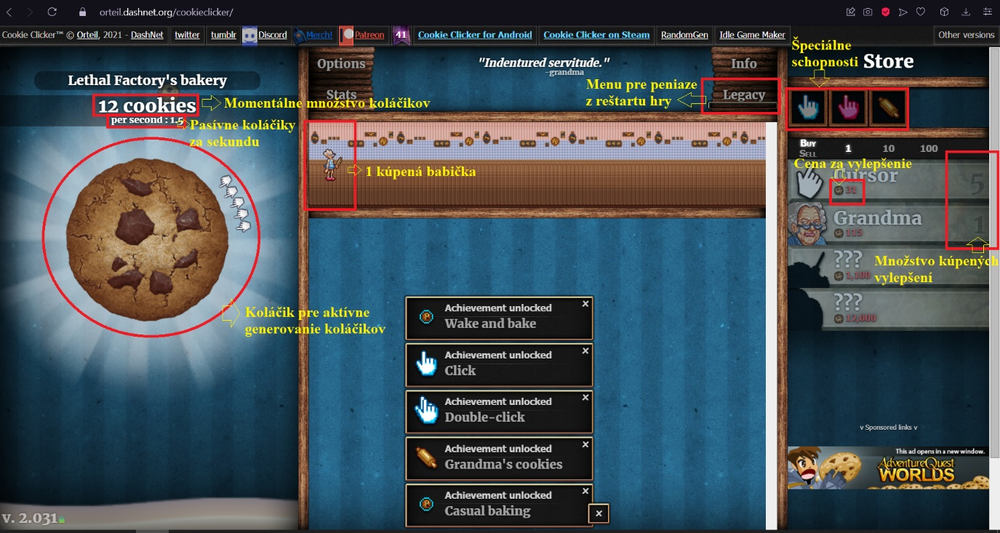 orteil.dashnet.org/cookieclicker/
Cookie Clicker™ © Orteil, 2021 - DashNet
twitter
tumblr
Discord
Merch!
Patreon
41
Cookie Clicker for Android
Cookie Clicker on Steam
RandomGen
Idle Game Maker
Other versions
Lethal Factory's bakery
12 cookies
per second : 1.5
Momentálne množstvo koláčikov
Pasívne koláčiky
za sekundu
Koláčik pre aktívne
generovanie koláčikov
v. 2.031
Options
Stats
"Indentured servitude."
-grandma
Info
Legacy
Menu pre peniaze
z reštartu hry
1 kúpená babička
Achievement unlocked
Wake and bake
Achievement unlocked
Click
Achievement unlocked
Double-click
Achievement unlocked
Grandma's cookies
Achievement unlocked
Casual baking
Špeciálne
schopnosti
Store
Buy
Sell
1
10
100
Cena za vylepšenie
Cursor
31
5
Grandma
115
1
???
1,100
Množstvo kúpených
vylepšení
???
12,000
v Sponsored links v
This ad opens in a new window.
AdventureQuest
WORLDS